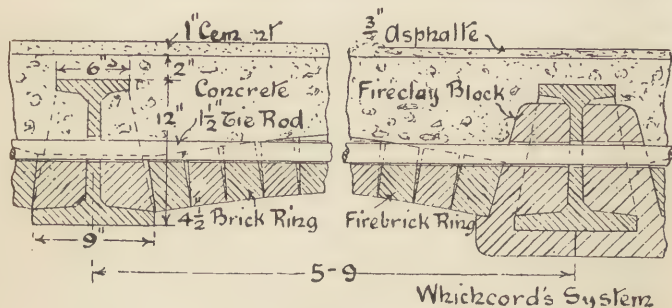 1" Cement
3/4" Asphalte
6"
2"
Concrete
Fireclay Block
12"
1½" Tie Rod
4½" Brick Ring
Firebrick Ring
9"
5-9
Whichcord's System